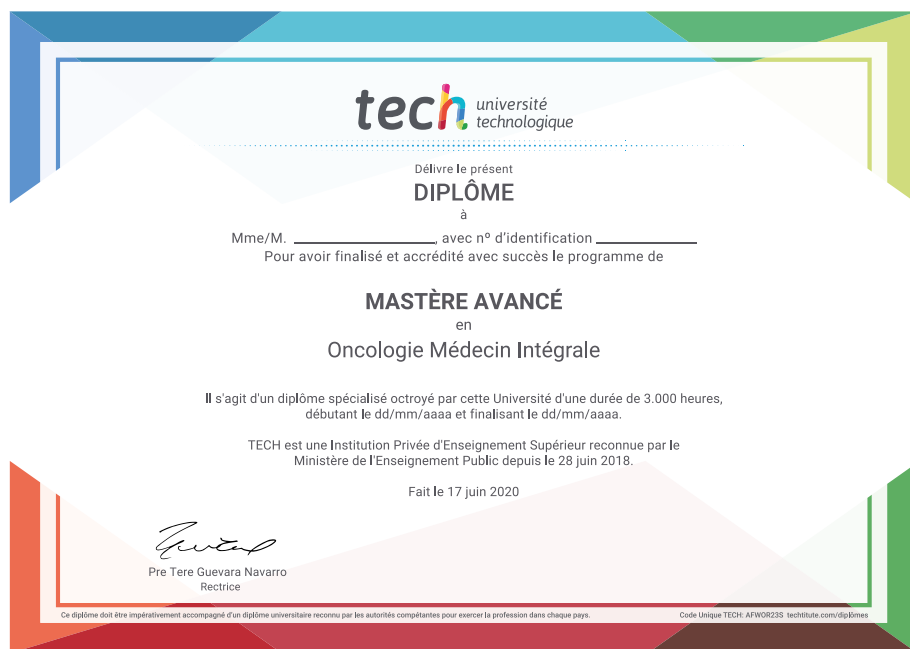 tech université
technologique
Délivre le présent
DIPLÔME
à
Mme/M. ____________________, avec nº d'identification ______________
Pour avoir finalisé et accrédité avec succès le programme de
MASTÈRE AVANCÉ
en
Oncologie Médecin Intégrale
Il s'agit d'un diplôme spécialisé octroyé par cette Université d'une durée de 3.000 heures,
débutant le dd/mm/aaaa et finalisant le dd/mm/aaaa.
TECH est une Institution Privée d'Enseignement Supérieur reconnue par le
Ministère de l'Enseignement Public depuis le 28 juin 2018.
Fait le 17 juin 2020
Pre Tere Guevara Navarro
Rectrice
Ce diplôme doit être impérativement accompagné d'un diplôme universitaire reconnu par les autorités compétantes pour exercer la profession dans chaque pays. Code Unique TECH: AFWOR23S techtitute.com/diplômes